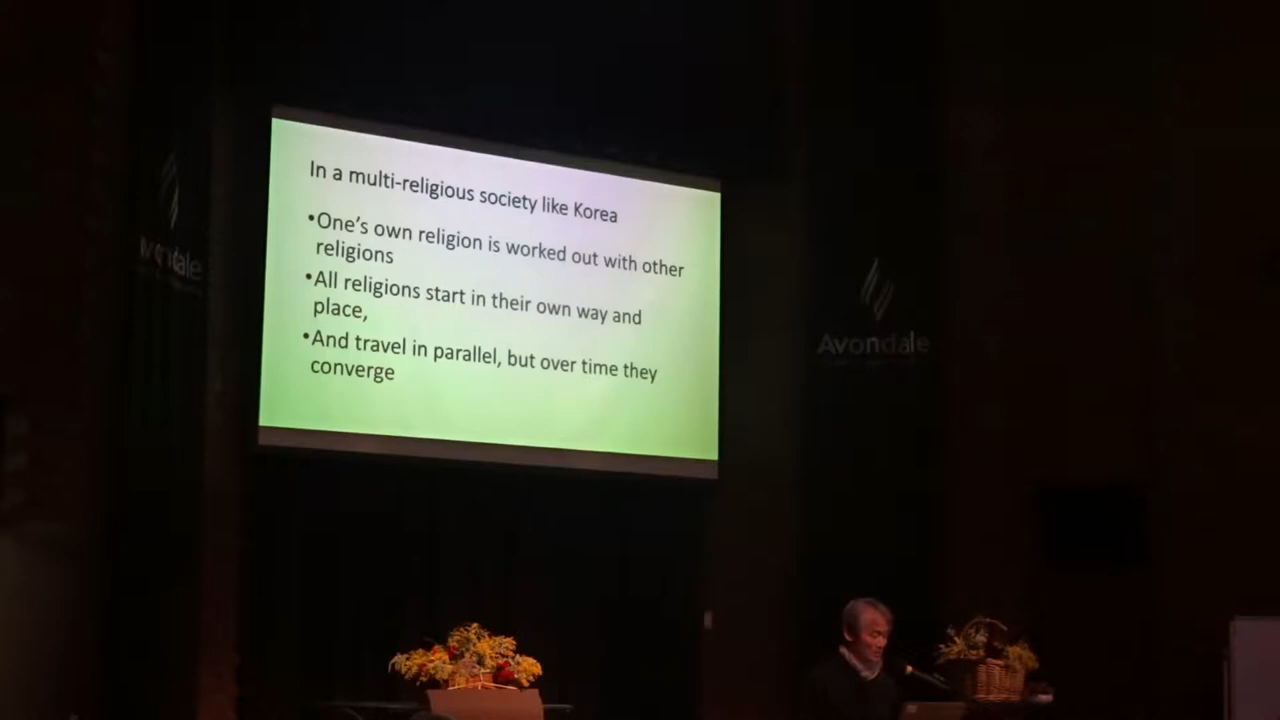 In a multi-religious society like Korea
•One's own religion is worked out with other
religions
•All religions start in their own way and
place,
•And travel in parallel, but over time they
converge
Avondale
Avondale